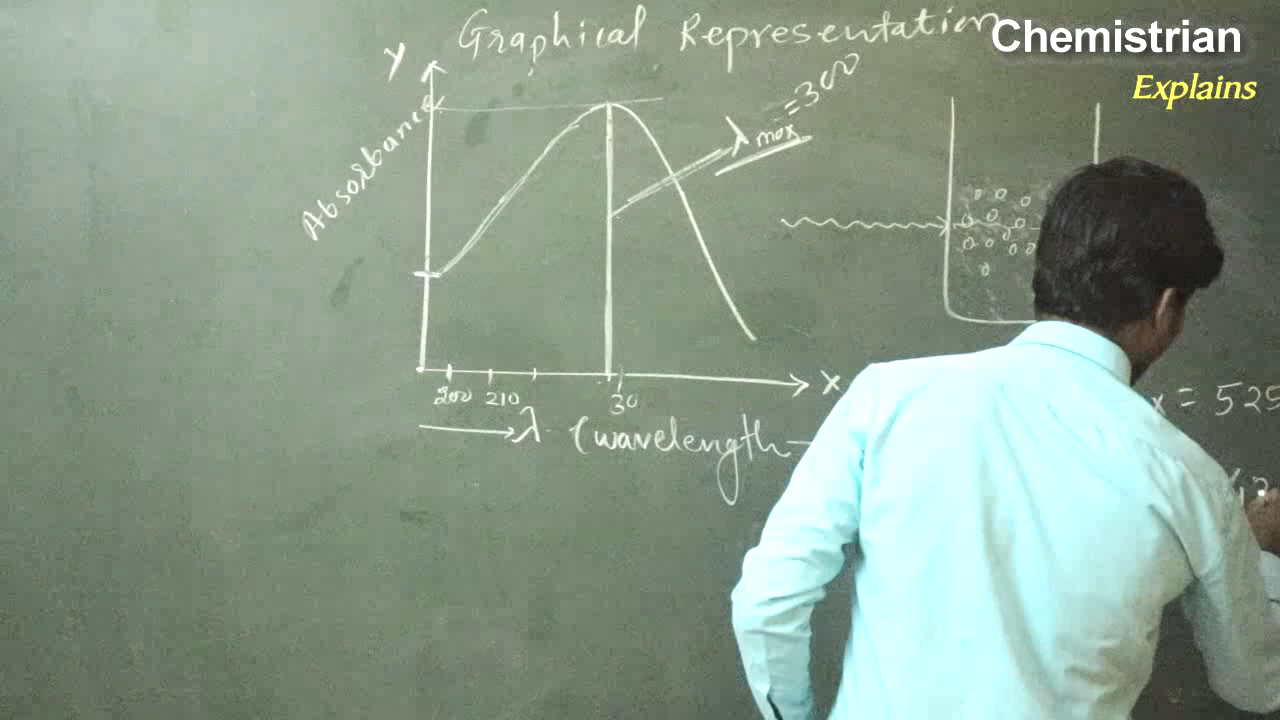 Graphical Representation
Chemistrian
Explains
Y
Absorbance
λmax = 300
X
200 210 30
λ (wavelength
x = 525